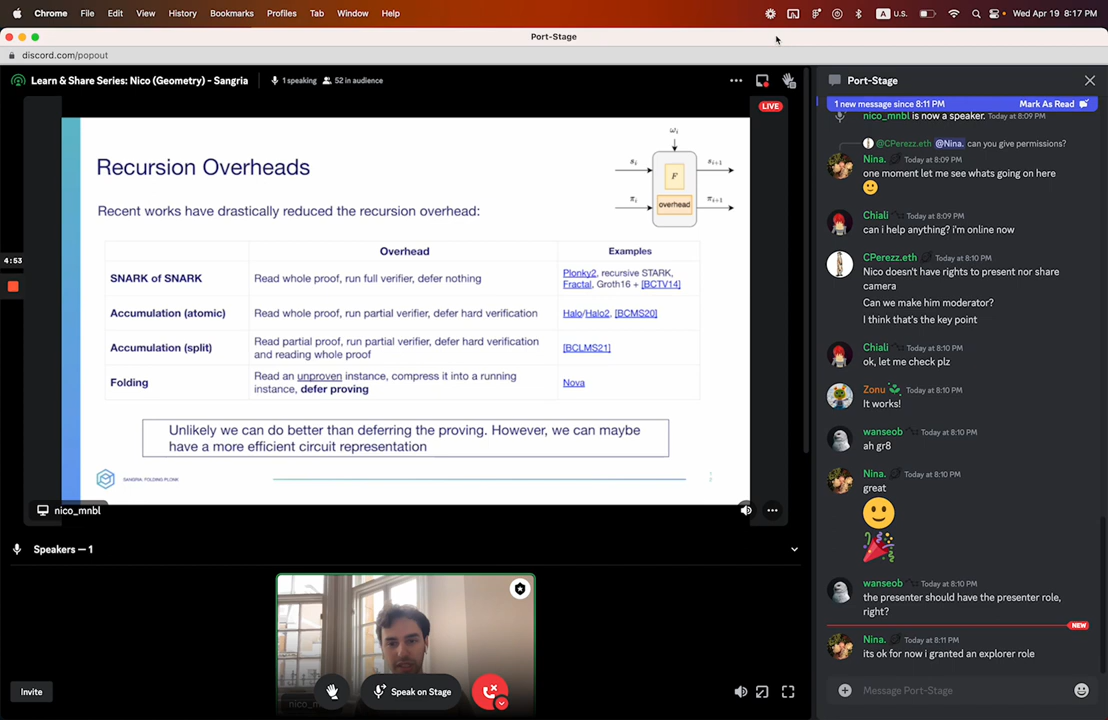 Chrome File Edit View History Bookmarks Profiles Tab Window Help
A U.S. Wed Apr 19 8:17 PM
Port-Stage
discord.com/popout
Learn & Share Series: Nico (Geometry) - Sangria 1 speaking 52 in audience
LIVE
4:53
Recursion Overheads
Recent works have drastically reduced the recursion overhead:
ωi
si F si+1
πi overhead πi+1
Overhead Examples
SNARK of SNARK Read whole proof, run full verifier, defer nothing Plonky2, recursive STARK,
Fractal, Groth16 + [BCTV14]
Accumulation (atomic) Read whole proof, run partial verifier, defer hard verification Halo/Halo2, [BCMS20]
Accumulation (split) Read partial proof, run partial verifier, defer hard verification
and reading whole proof [BCLMS21]
Folding Read an unproven instance, compress it into a running
instance, defer proving Nova
Unlikely we can do better than deferring the proving. However, we can maybe
have a more efficient circuit representation
SANGRIA: FOLDING PLONK
nico_mnbl
Speakers — 1
Invite
Speak on Stage
Port-Stage
1 new message since 8:11 PM Mark As Read
nico_mnbl is now a speaker. Today at 8:09 PM
@CPerezz.eth @Nina. can you give permissions?
Nina. Today at 8:09 PM
one moment let me see whats going on here
Chiali Today at 8:09 PM
can i help anything? i'm online now
CPerezz.eth Today at 8:10 PM
Nico doesn't have rights to present nor share
camera
Can we make him moderator?
I think that's the key point
Chiali Today at 8:10 PM
ok, let me check plz
Zonu Today at 8:10 PM
It works!
wanseob Today at 8:10 PM
ah gr8
Nina. Today at 8:10 PM
great
wanseob Today at 8:10 PM
the presenter should have the presenter role,
right?
NEW
Nina. Today at 8:11 PM
its ok for now i granted an explorer role
Message Port-Stage